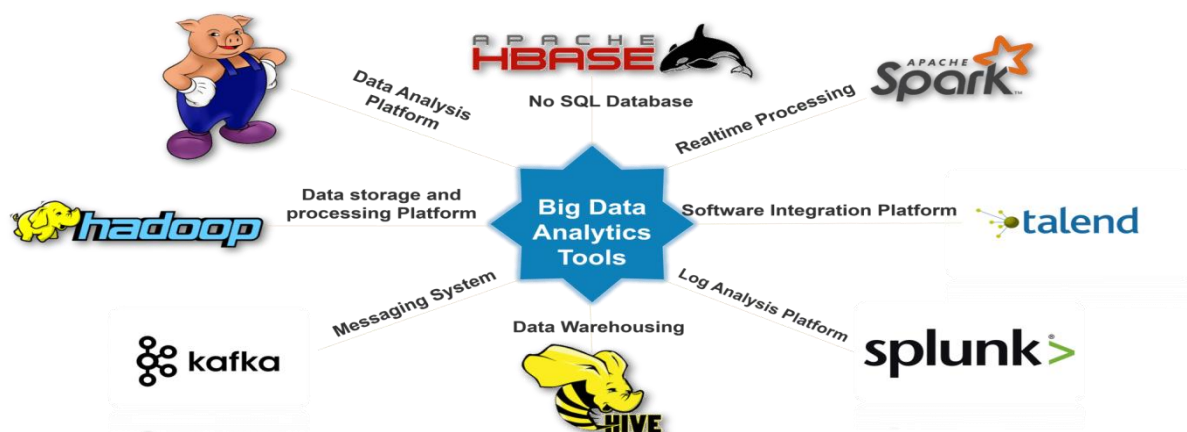 APACHE
HBASE
APACHE
Spark
TM
Data Analysis
Platform
No SQL Database
Realtime Processing
hadoop
Data storage and
processing Platform
Big Data
Analytics
Tools
Software Integration Platform
talend
Messaging System
Log Analysis Platform
kafka
Data Warehousing
splunk>
®
HIVE